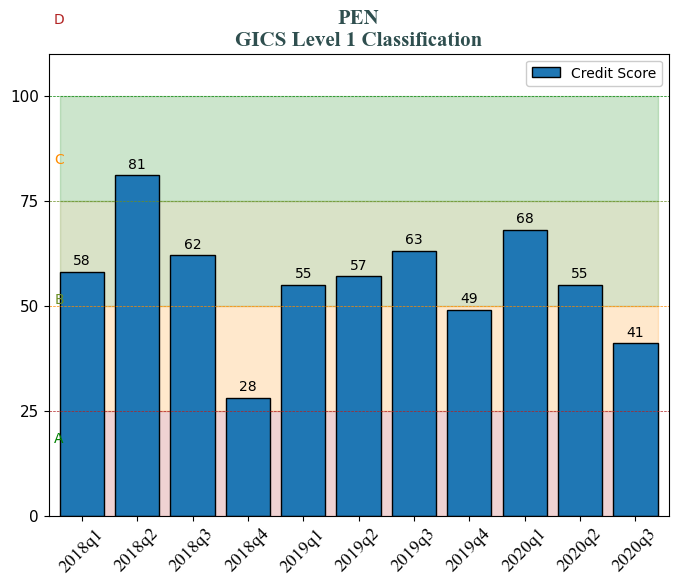 D
PEN
GICS Level 1 Classification
Credit Score
100
C
81
75
68
63
62
58
57
55
55
B
50
49
41
28
25
A
0
2018q1
2018q2
2018q3
2018q4
2019q1
2019q2
2019q3
2019q4
2020q1
2020q2
2020q3